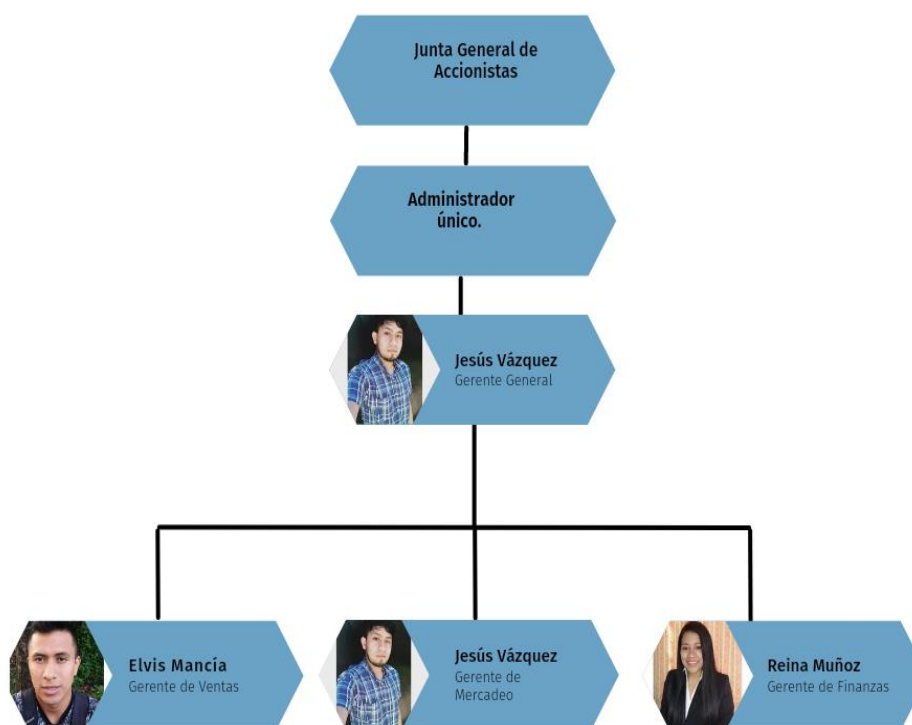 Junta General de
Accionistas
Administrador
único.
Jesús Vázquez
Gerente General
Elvis Mancía
Gerente de Ventas
Jesús Vázquez
Gerente de
Mercadeo
Reina Muñoz
Gerente de Finanzas